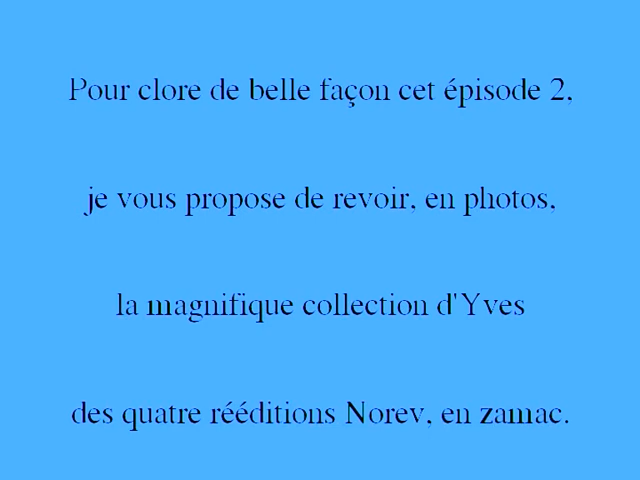 Pour clore de belle façon cet épisode 2,
je vous propose de revoir, en photos,
la magnifique collection d'Yves
des quatre rééditions Norev, en zamac.